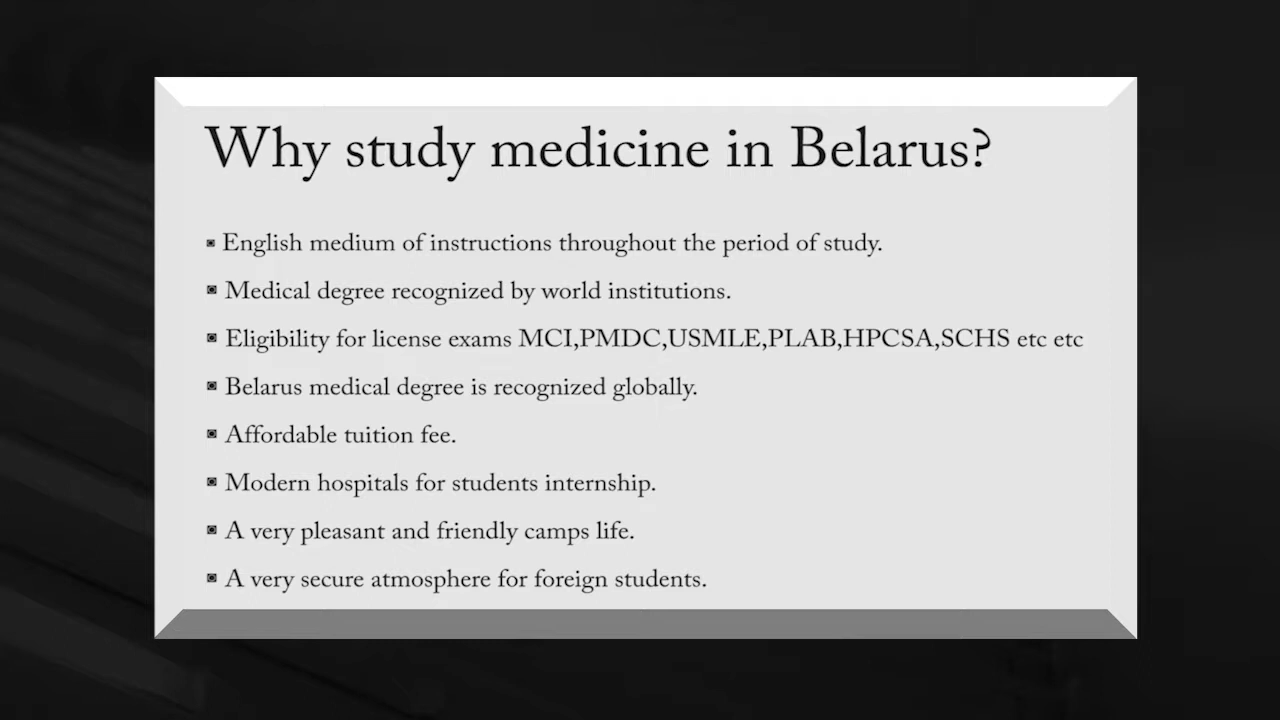 Why study medicine in Belarus?
◙ English medium of instructions throughout the period of study.
◙ Medical degree recognized by world institutions.
◙ Eligibility for license exams MCI,PMDC,USMLE,PLAB,HPCSA,SCHS etc etc
◙ Belarus medical degree is recognized globally.
◙ Affordable tuition fee.
◙ Modern hospitals for students internship.
◙ A very pleasant and friendly camps life.
◙ A very secure atmosphere for foreign students.